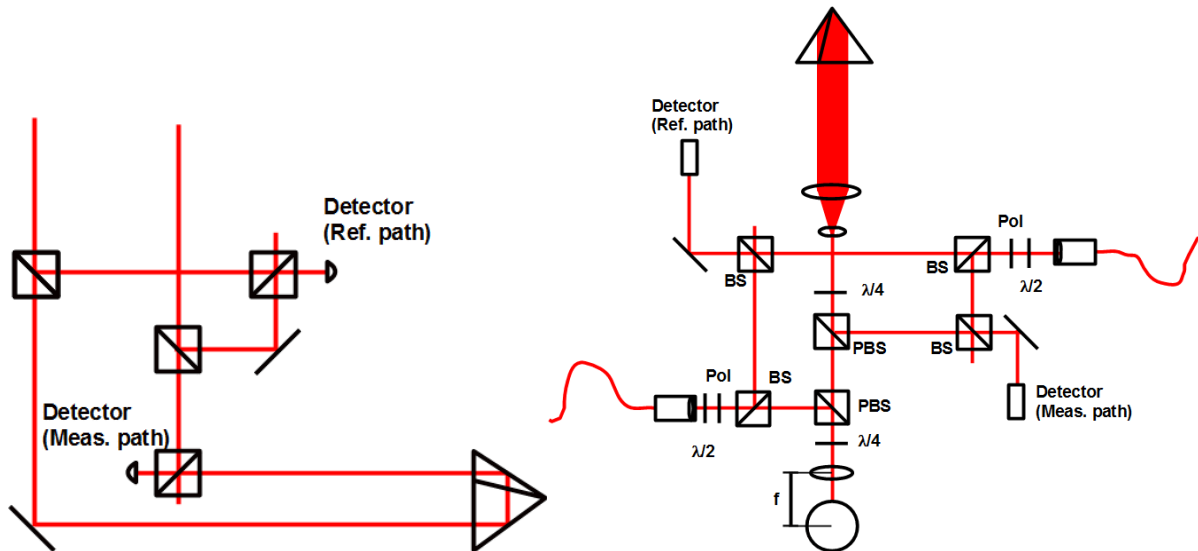 Detector
(Ref. path)
Detector
(Meas. path)
Detector
(Ref. path)
Pol
BS
BS
λ/2
λ/4
PBS
BS
Pol
BS
PBS
Detector
(Meas. path)
λ/2
λ/4
f